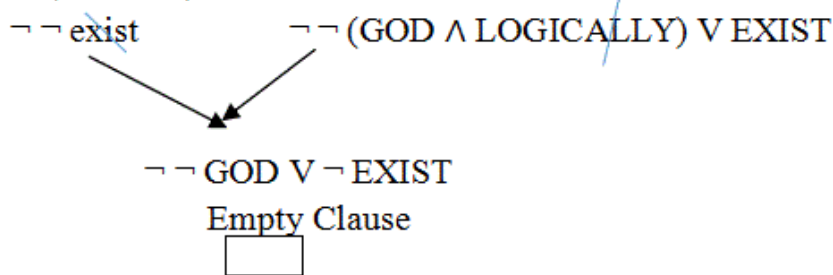 ¬ ¬ exist ¬ ¬ (GOD ∧ LOGICALLY) V EXIST
¬ ¬ GOD V ¬ EXIST
Empty Clause